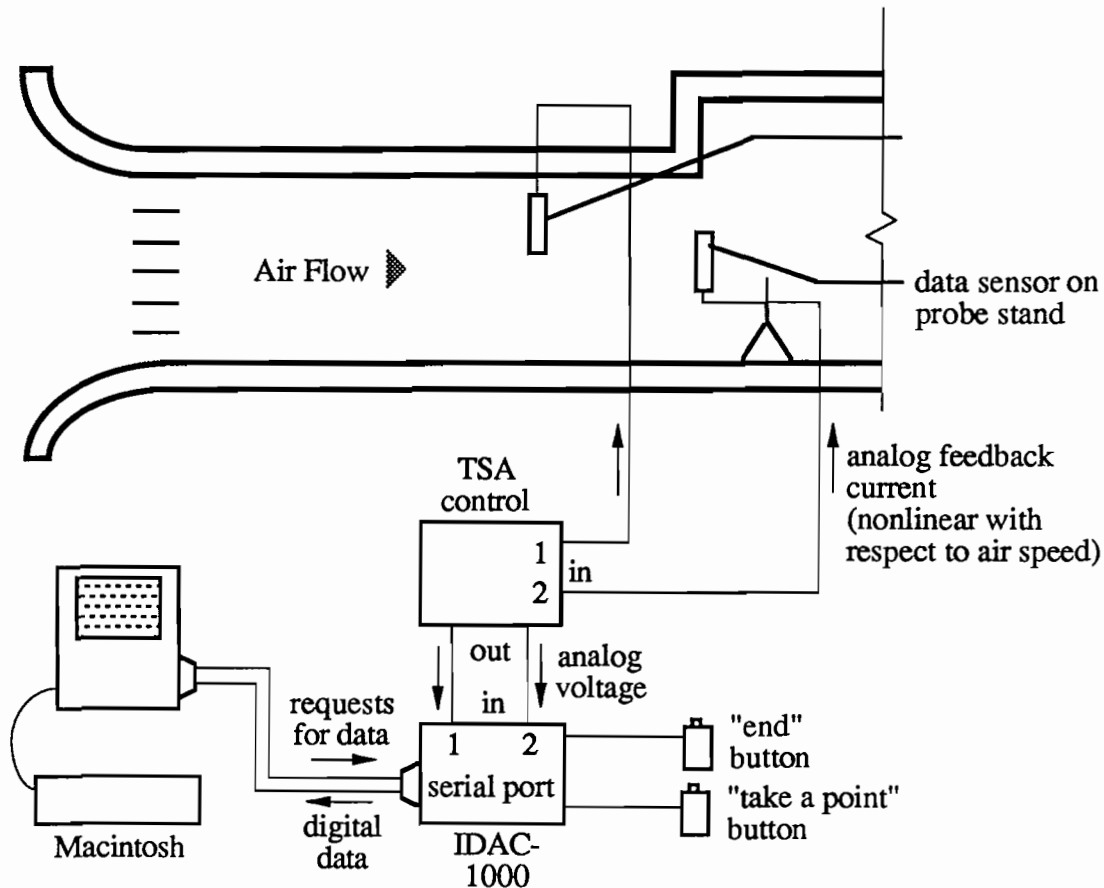 Air Flow
data sensor on
probe stand
TSA
control
1
in
2
analog feedback
current
(nonlinear with
respect to air speed)
out
in
analog
voltage
requests
for data
1 2
serial port
"end"
button
"take a point"
button
digital
data
Macintosh
IDAC-
1000